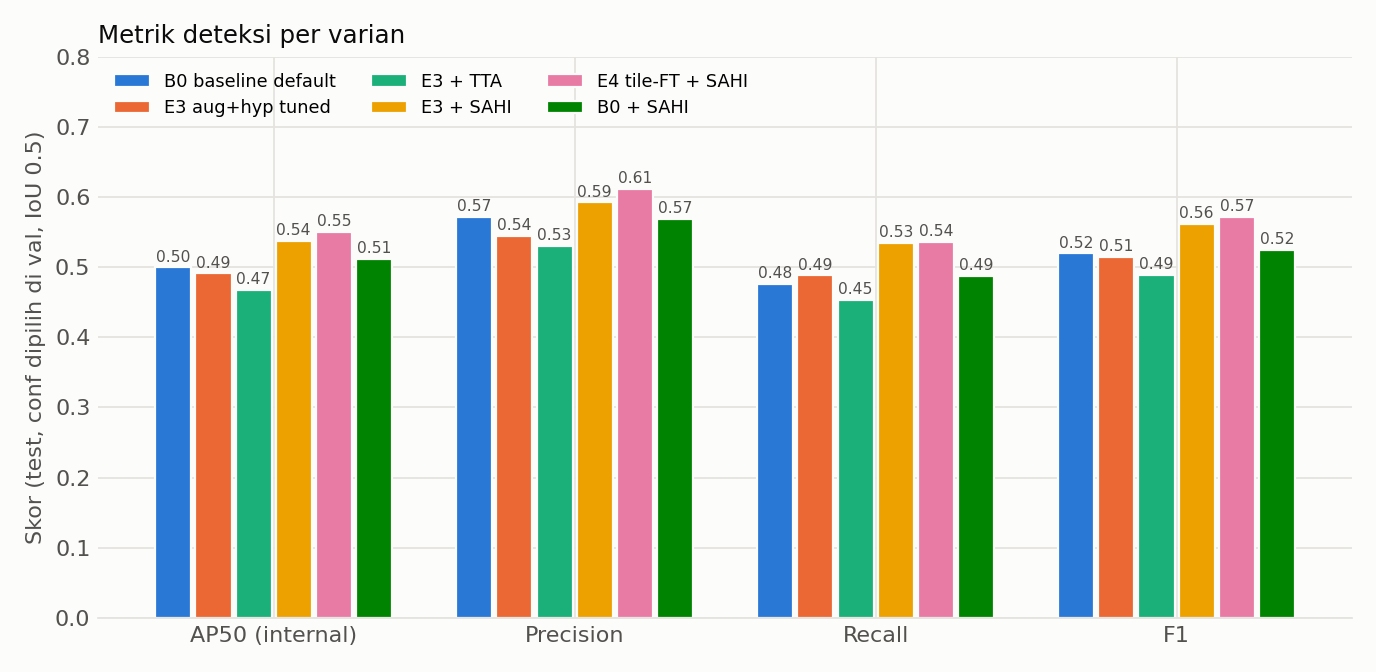 Metrik deteksi per varian
B0 baseline default
E3 aug+hyp tuned
E3 + TTA
E3 + SAHI
E4 tile-FT + SAHI
B0 + SAHI
Skor (test, conf dipilih di val, IoU 0.5)
0.8
0.7
0.6
0.5
0.4
0.3
0.2
0.1
0.0
0.50 0.49 0.47 0.54 0.55 0.51
0.57 0.54 0.53 0.59 0.61 0.57
0.48 0.49 0.45 0.53 0.54 0.49
0.52 0.51 0.49 0.56 0.57 0.52
AP50 (internal) Precision Recall F1